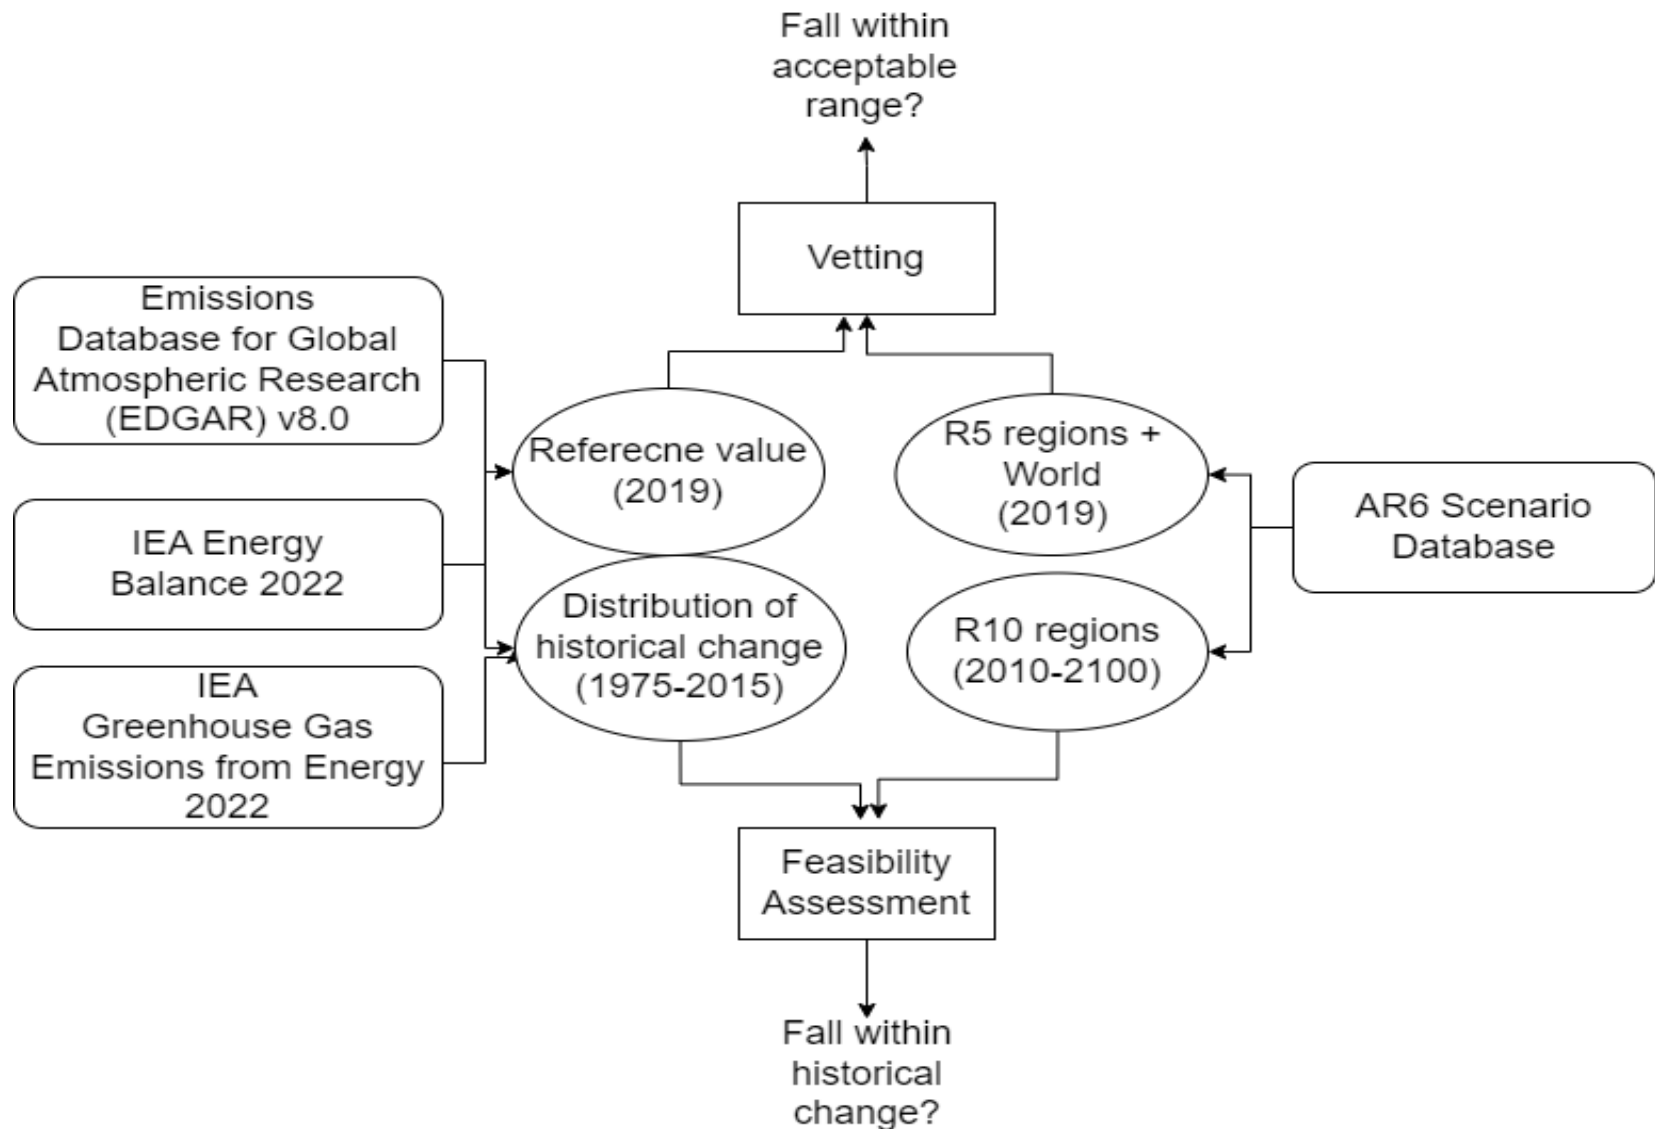 Fall within
acceptable
range?
Vetting
Emissions
Database for Global
Atmospheric Research
(EDGAR) v8.0
Referecne value
(2019)
R5 regions +
World
(2019)
AR6 Scenario
Database
IEA Energy
Balance 2022
Distribution of
historical change
(1975-2015)
R10 regions
(2010-2100)
IEA
Greenhouse Gas
Emissions from Energy
2022
Feasibility
Assessment
Fall within
historical
change?